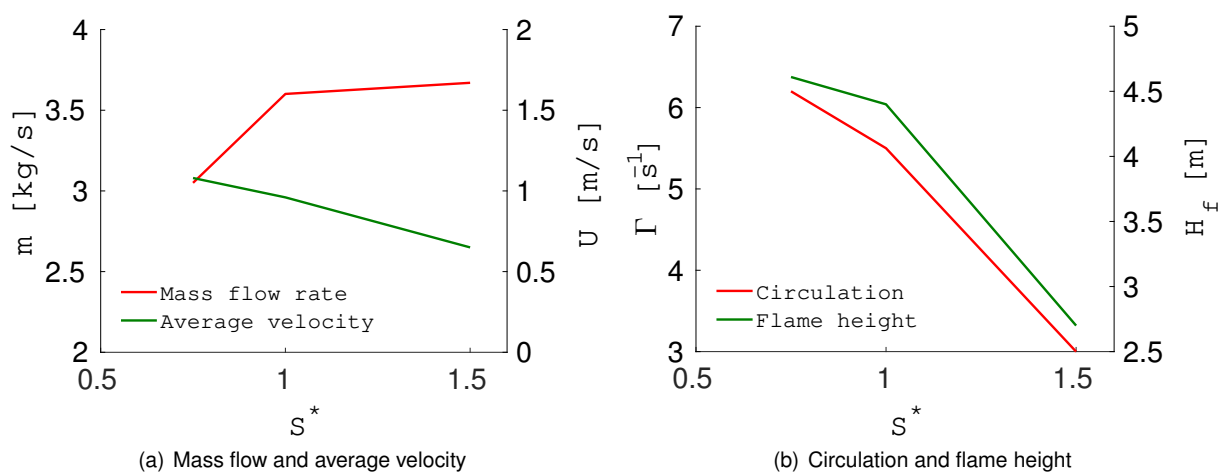 4
3.5
3
2.5
2
m [kg/s]
2
1.5
1
0.5
0
U [m/s]
Mass flow rate
Average velocity
0.5 1 1.5
S*
(a) Mass flow and average velocity
7
6
5
4
3
Γ [s⁻¹]
5
4.5
4
3.5
3
2.5
H_f [m]
Circulation
Flame height
0.5 1 1.5
S*
(b) Circulation and flame height